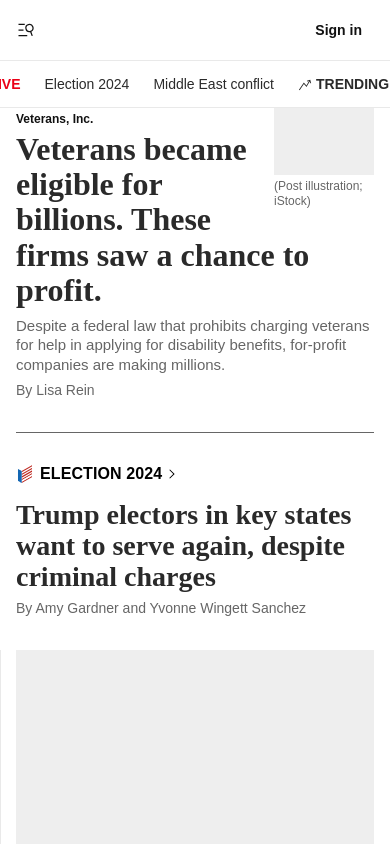 Sign in
IVE
Election 2024
Middle East conflict
TRENDING
Veterans, Inc.
Veterans became
eligible for
billions. These
firms saw a chance to
profit.
(Post illustration;
iStock)
Despite a federal law that prohibits charging veterans
for help in applying for disability benefits, for-profit
companies are making millions.
By Lisa Rein
ELECTION 2024
Trump electors in key states
want to serve again, despite
criminal charges
By Amy Gardner and Yvonne Wingett Sanchez